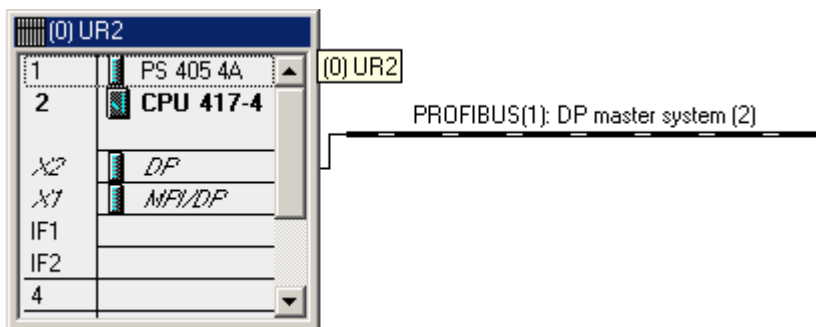 (0) UR2
1 PS 405 4A
(0) UR2
2 CPU 417-4
PROFIBUS(1): DP master system (2)
X2 DP
X1 MPI/DP
IF1
IF2
4